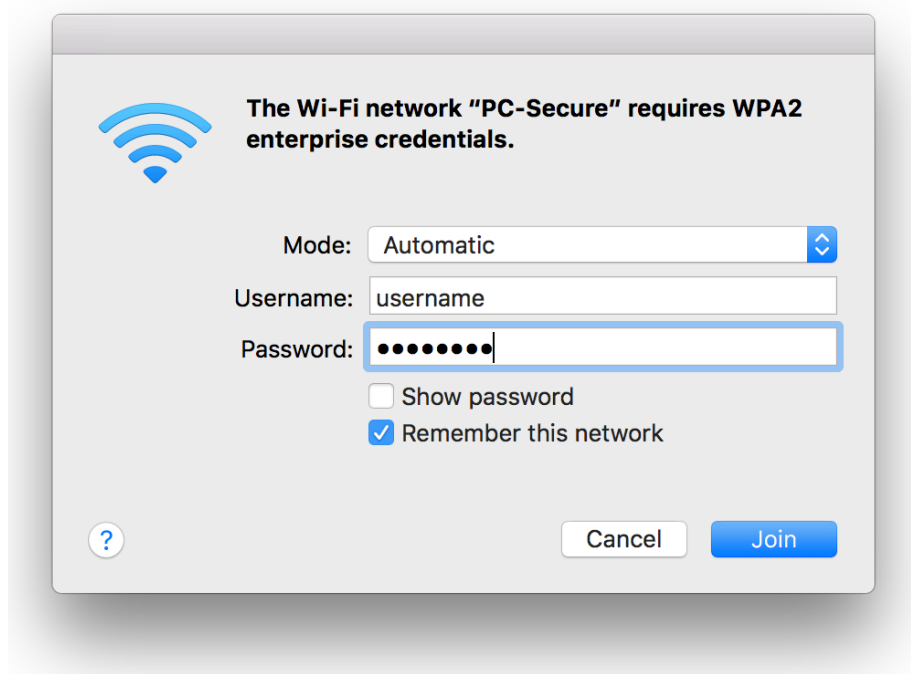 The Wi-Fi network “PC-Secure” requires WPA2
enterprise credentials.
Mode: Automatic
Username: username
Password: ••••••••
Show password
Remember this network
? Cancel Join